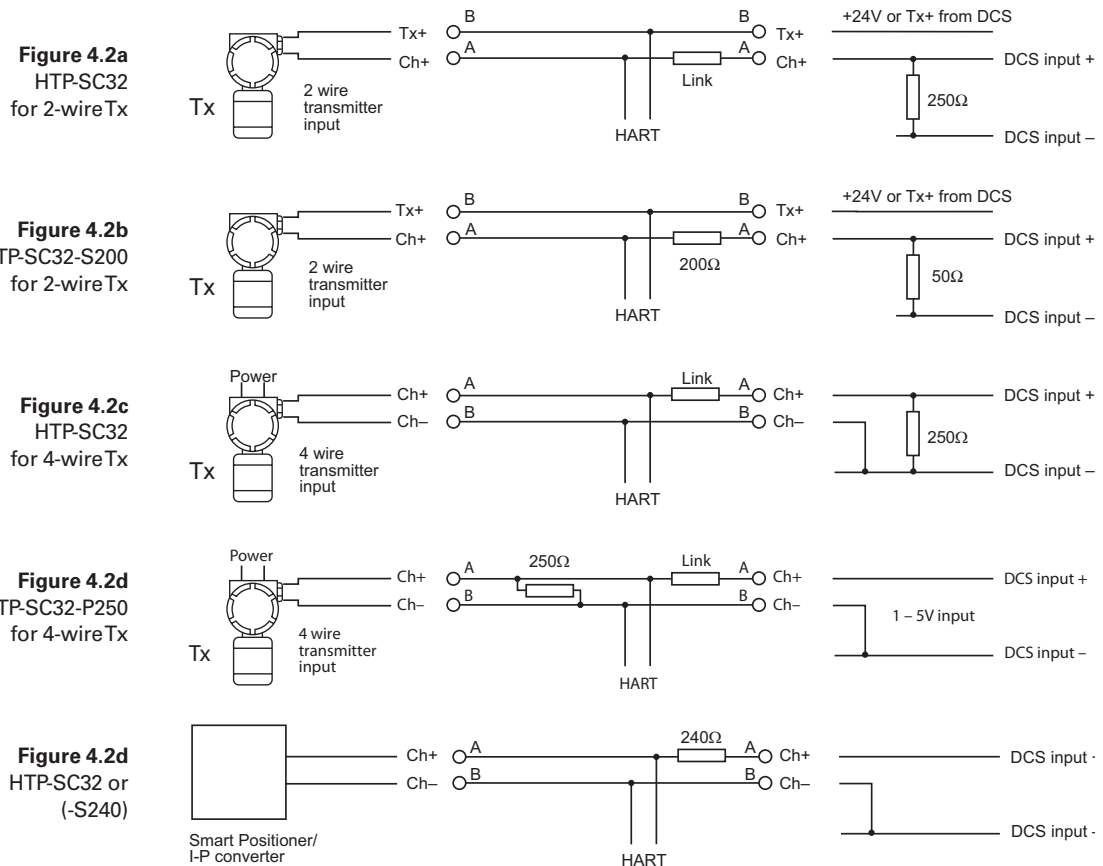 Figure 4.2a
HTP-SC32
for 2-wire Tx
Tx
2 wire
transmitter
input
Tx+
Ch+
B
A
HART
Link
B
A
Tx+
Ch+
+24V or Tx+ from DCS
DCS input +
250Ω
DCS input –
Figure 4.2b
TP-SC32-S200
for 2-wire Tx
Tx
2 wire
transmitter
input
Tx+
Ch+
B
A
HART
200Ω
B
A
Tx+
Ch+
+24V or Tx+ from DCS
DCS input +
50Ω
DCS input –
Figure 4.2c
HTP-SC32
for 4-wire Tx
Power
Tx
4 wire
transmitter
input
Ch+
Ch–
A
B
HART
Link
A
B
Ch+
Ch–
DCS input +
250Ω
DCS input –
Figure 4.2d
TP-SC32-P250
for 4-wire Tx
Power
Tx
4 wire
transmitter
input
Ch+
Ch–
A
B
250Ω
HART
Link
A
B
Ch+
Ch–
DCS input +
1 – 5V input
DCS input –
Figure 4.2d
HTP-SC32 or
(-S240)
Smart Positioner/
I-P converter
Ch+
Ch–
A
B
HART
240Ω
A
B
Ch+
Ch–
DCS input
DCS input